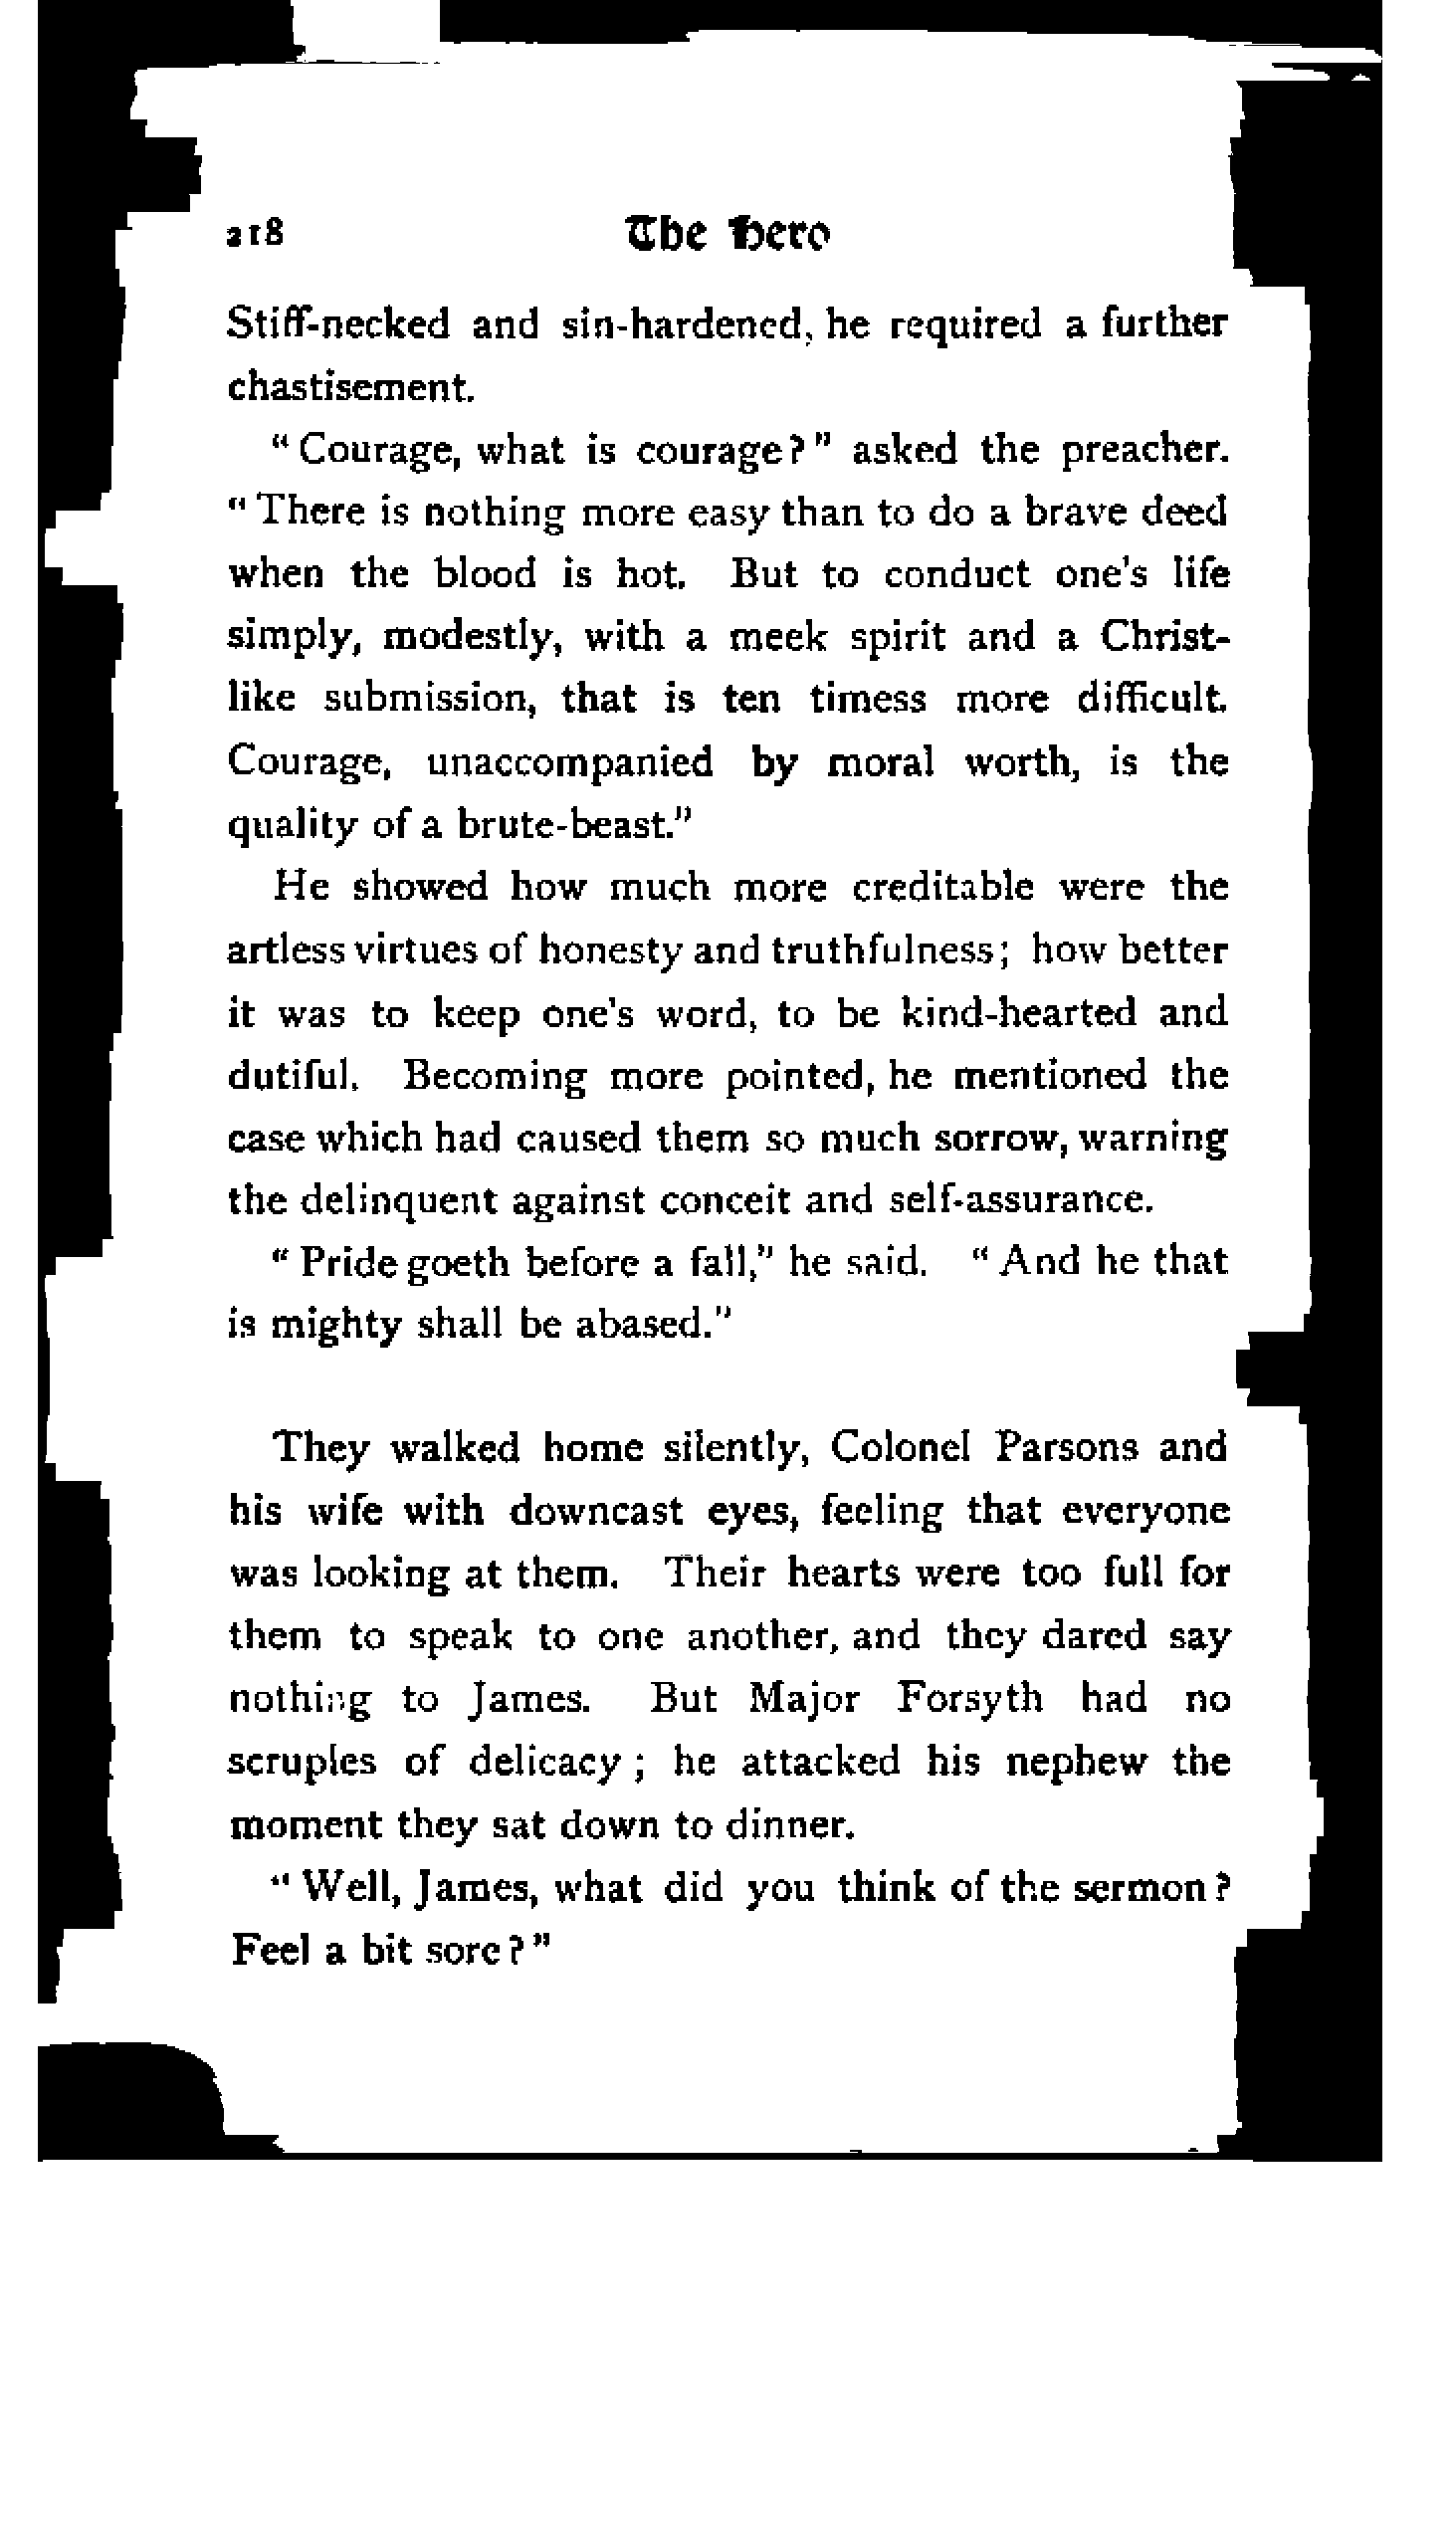 218 The Hero
Stiff-necked and sin-hardened, he required a further
chastisement.
“Courage, what is courage?” asked the preacher.
“There is nothing more easy than to do a brave deed
when the blood is hot. But to conduct one's life
simply, modestly, with a meek spirit and a Christ-
like submission, that is ten timess more difficult.
Courage, unaccompanied by moral worth, is the
quality of a brute-beast.”
He showed how much more creditable were the
artless virtues of honesty and truthfulness; how better
it was to keep one's word, to be kind-hearted and
dutiful. Becoming more pointed, he mentioned the
case which had caused them so much sorrow, warning
the delinquent against conceit and self-assurance.
“Pride goeth before a fall,” he said. “And he that
is mighty shall be abased.”
They walked home silently, Colonel Parsons and
his wife with downcast eyes, feeling that everyone
was looking at them. Their hearts were too full for
them to speak to one another, and they dared say
nothing to James. But Major Forsyth had no
scruples of delicacy; he attacked his nephew the
moment they sat down to dinner.
“Well, James, what did you think of the sermon?
Feel a bit sore?”